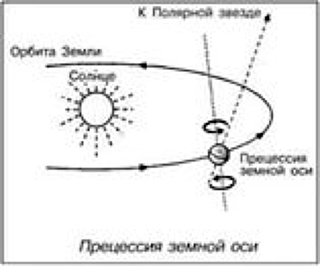 К Полярной звезде
Орбита Земли
Солнце
Прецессия
земной оси
Прецессия земной оси